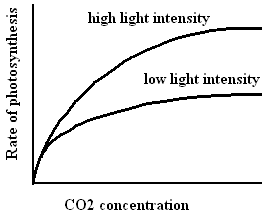 high light intensity
low light intensity
Rate of photosynthesis
CO2 concentration